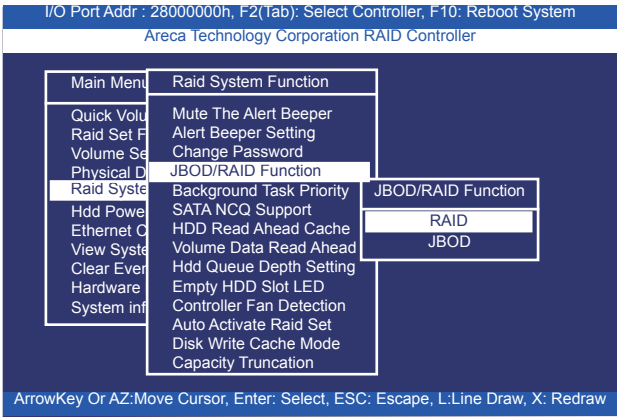 I/O Port Addr : 28000000h, F2(Tab): Select Controller, F10: Reboot System
Areca Technology Corporation RAID Controller
Main Menu
Quick Volu
Raid Set F
Volume Se
Physical D
Raid Syste
Hdd Powe
Ethernet C
View Syste
Clear Even
Hardware
System inf
Raid System Function
Mute The Alert Beeper
Alert Beeper Setting
Change Password
JBOD/RAID Function
Background Task Priority
SATA NCQ Support
HDD Read Ahead Cache
Volume Data Read Ahead
Hdd Queue Depth Setting
Empty HDD Slot LED
Controller Fan Detection
Auto Activate Raid Set
Disk Write Cache Mode
Capacity Truncation
JBOD/RAID Function
RAID
JBOD
ArrowKey Or AZ:Move Cursor, Enter: Select, ESC: Escape, L:Line Draw, X: Redraw